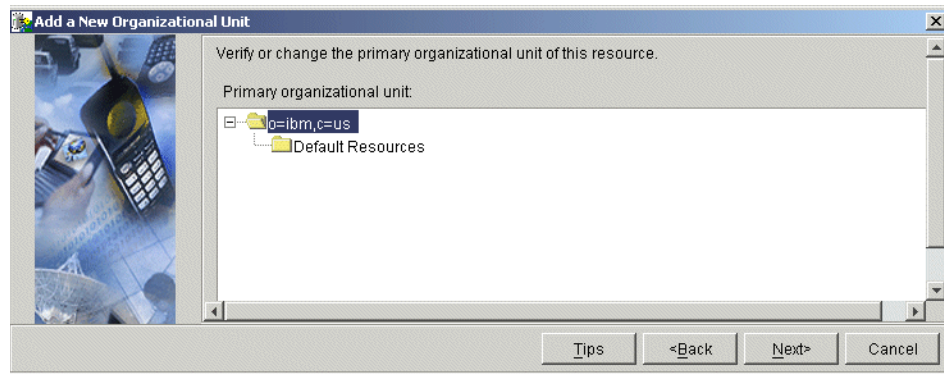 Add a New Organizational Unit
Verify or change the primary organizational unit of this resource.
Primary organizational unit:
o=ibm,c=us
Default Resources
Tips <Back Next> Cancel